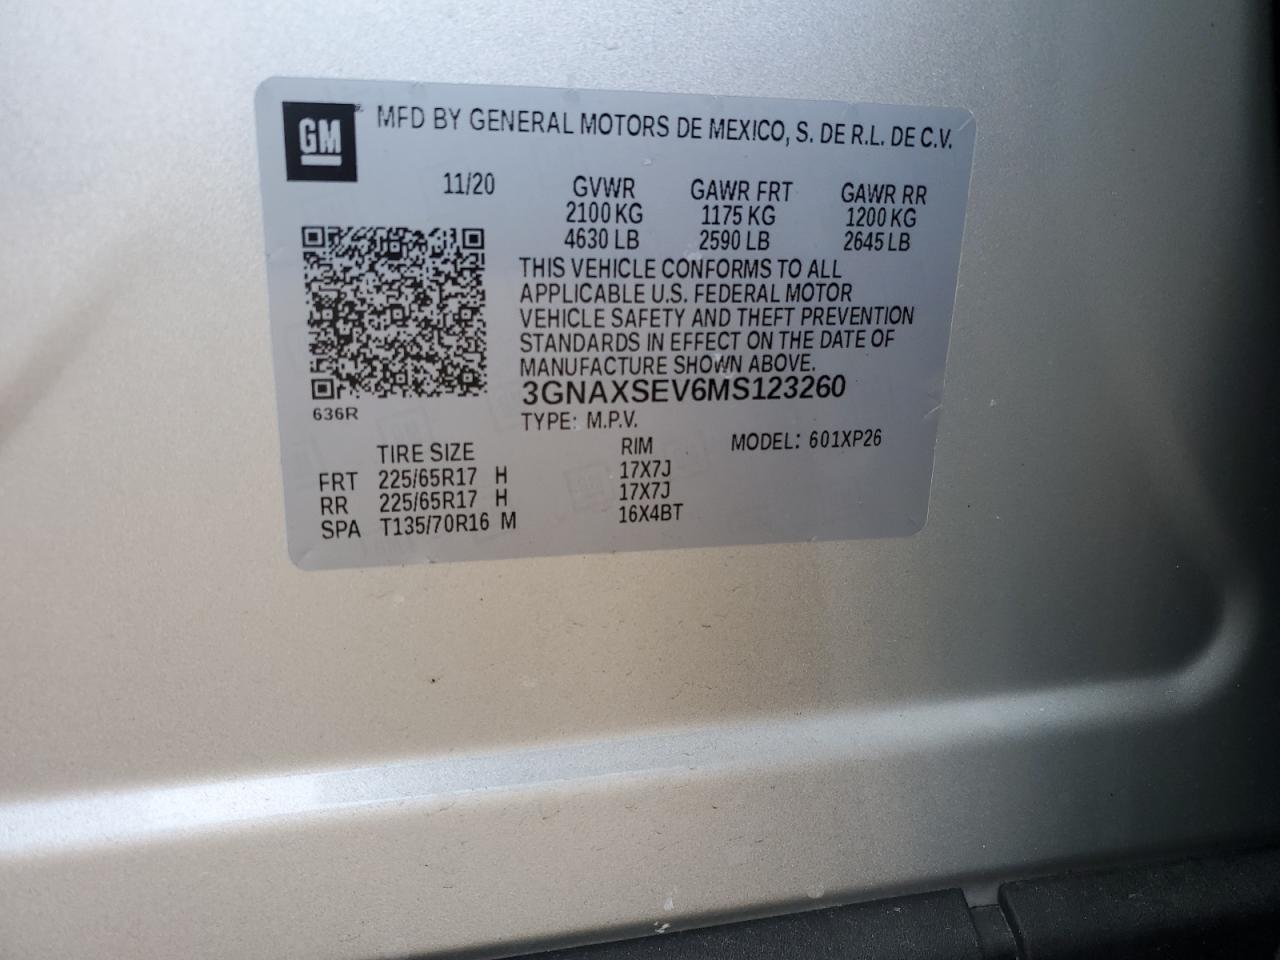 GM MFD BY GENERAL MOTORS DE MEXICO, S. DE R.L. DE C.V.
11/20 GVWR GAWR FRT GAWR RR
2100 KG 1175 KG 1200 KG
4630 LB 2590 LB 2645 LB
THIS VEHICLE CONFORMS TO ALL
APPLICABLE U.S. FEDERAL MOTOR
VEHICLE SAFETY AND THEFT PREVENTION
STANDARDS IN EFFECT ON THE DATE OF
MANUFACTURE SHOWN ABOVE.
3GNAXSEV6MS123260
636R
TYPE: M.P.V.
TIRE SIZE RIM MODEL: 601XP26
FRT 225/65R17 H 17X7J
RR 225/65R17 H 17X7J
SPA T135/70R16 M 16X4BT